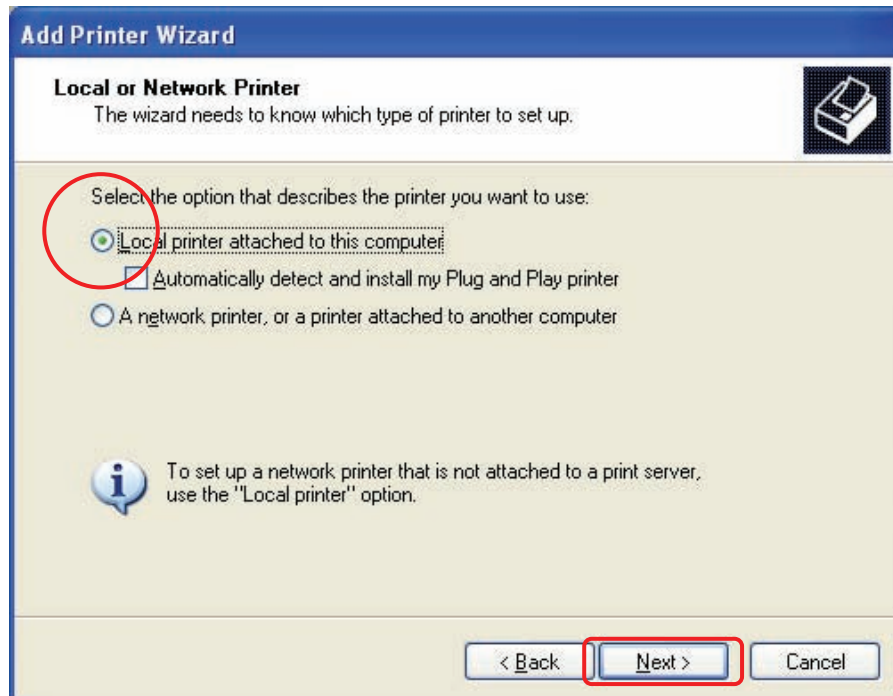 Add Printer Wizard
Local or Network Printer
The wizard needs to know which type of printer to set up.
Select the option that describes the printer you want to use:
Local printer attached to this computer
Automatically detect and install my Plug and Play printer
A network printer, or a printer attached to another computer
To set up a network printer that is not attached to a print server,
use the "Local printer" option.
< Back Next > Cancel